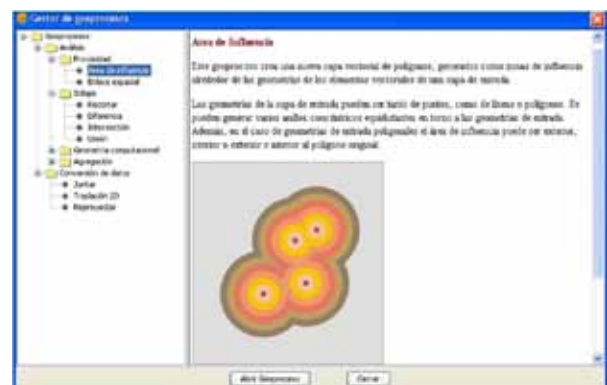 Gestor de geoprocesos
Geoprocesos
Análisis
Proximidad
Área de influencia
Enlace espacial
Solape
Recortar
Diferencia
Intersección
Unión
Geometría computacional
Agregación
Conversión de datos
Juntar
Traslación 2D
Reproyectar
Area de Influencia
Este geoproceso crea una nueva capa vectorial de polígonos, generados como zonas de influencia
alrededor de las geometrías de los elementos vectoriales de una capa de entrada.
Las geometrías de la capa de entrada pueden ser tanto de puntos, como de líneas o polígonos. Se
pueden generar varios anillos concéntricos equidistantes en torno a las geometrías de entrada.
Además, en el caso de geometrías de entrada poligonales el área de influencia puede ser exterior,
interior o exterior e interior al polígono original.
Abrir Geoproceso
Cerrar